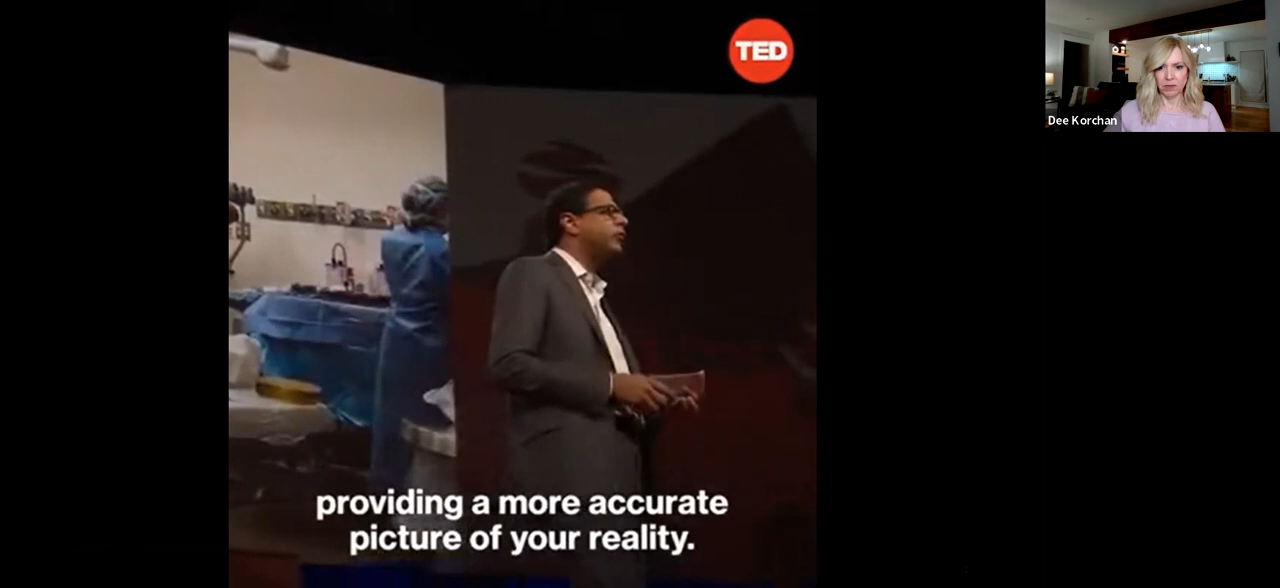 TED
Dee Korchan
providing a more accurate
picture of your reality.